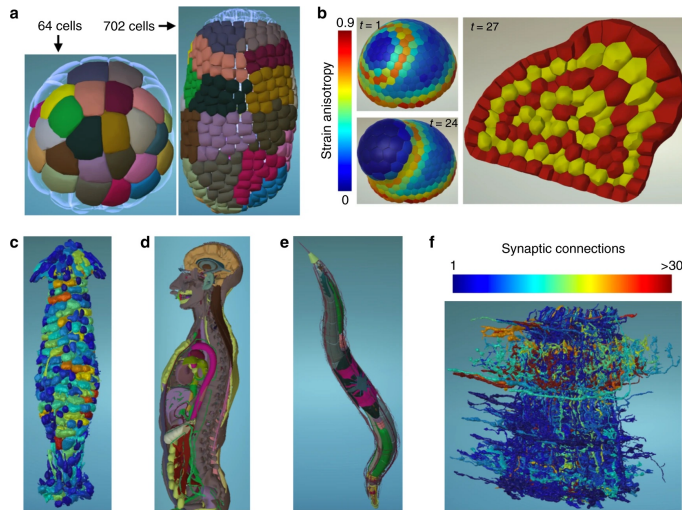 a
64 cells
702 cells
b
0.9
Strain anisotropy
0
t = 1
t = 24
t = 27
c
d
e
f
Synaptic connections
1
>30